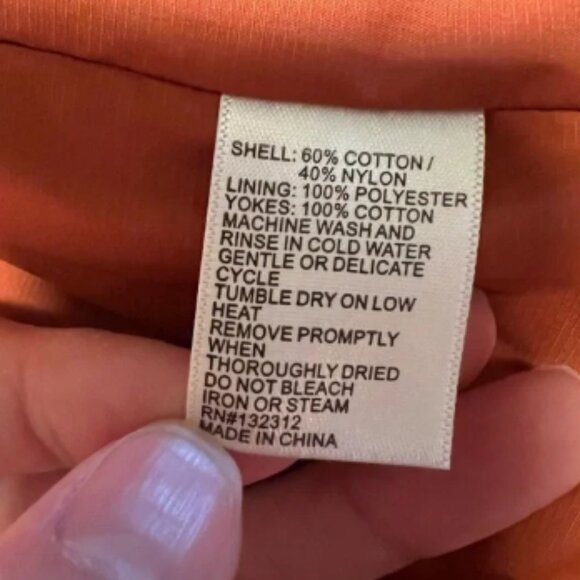 SHELL: 60% COTTON /
40% NYLON
LINING: 100% POLYESTER
YOKES: 100% COTTON
MACHINE WASH AND
RINSE IN COLD WATER
GENTLE OR DELICATE
CYCLE
TUMBLE DRY ON LOW
HEAT
REMOVE PROMPTLY
WHEN
THOROUGHLY DRIED
DO NOT BLEACH
IRON OR STEAM
RN#132312
MADE IN CHINA